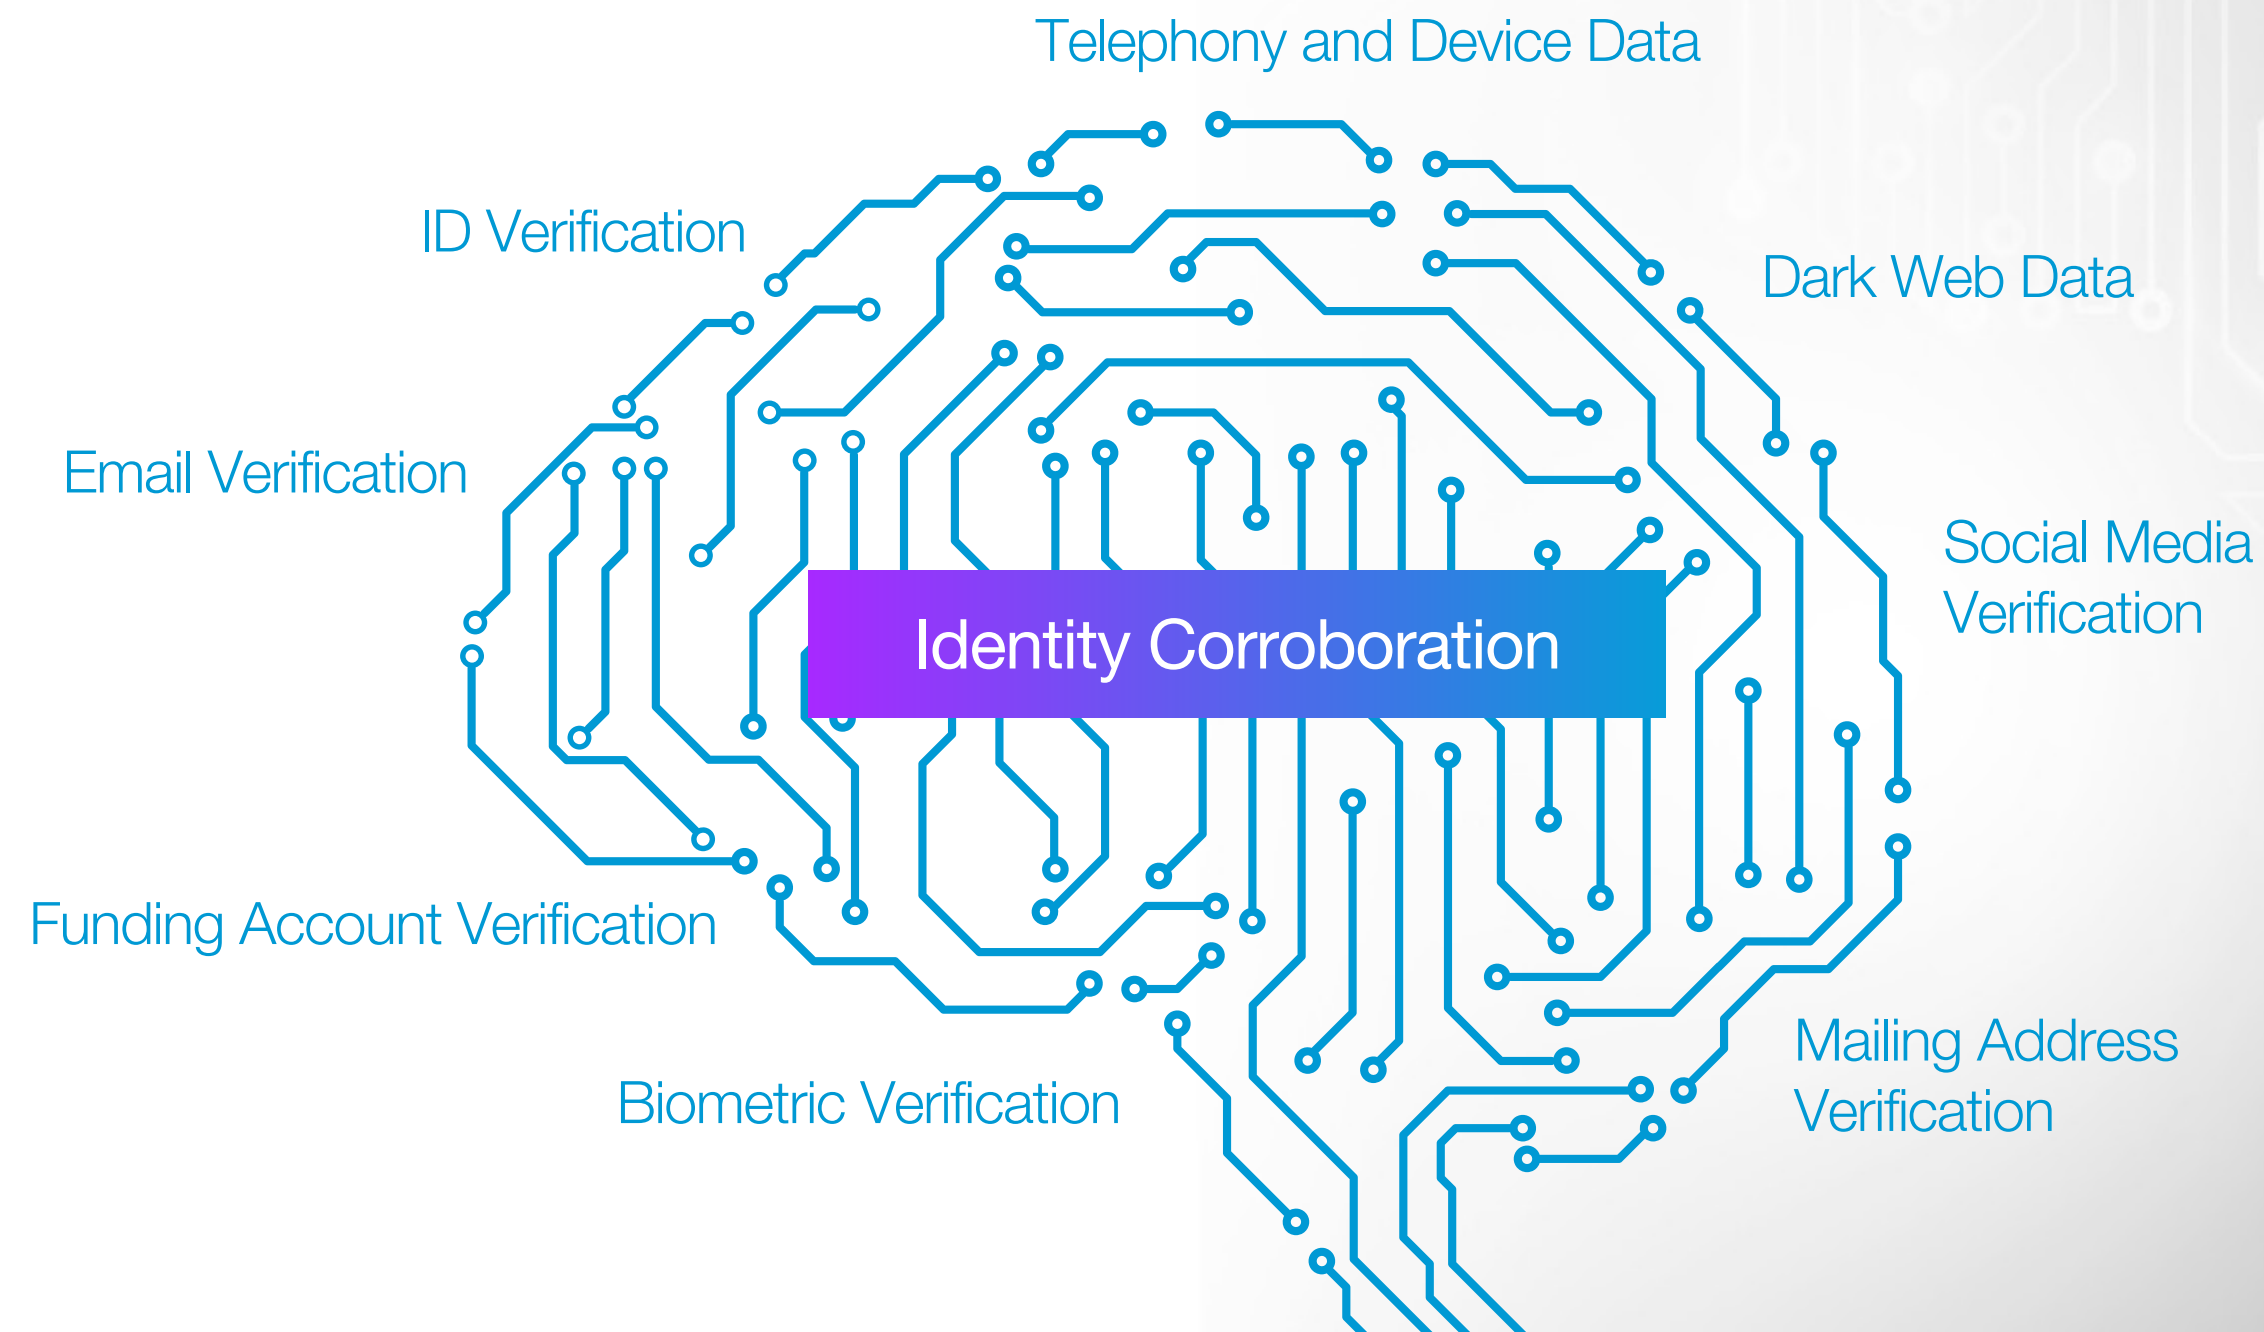 Telephony and Device Data
ID Verification
Dark Web Data
Email Verification
Social Media
Verification
Identity Corroboration
Funding Account Verification
Mailing Address
Verification
Biometric Verification